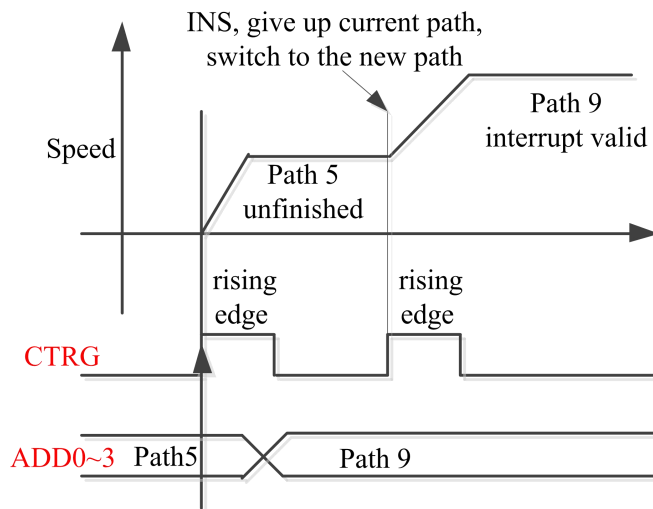 INS, give up current path,
switch to the new path
Speed
Path 9
interrupt valid
Path 5
unfinished
rising
edge
rising
edge
CTRG
ADD0~3
Path5
Path 9